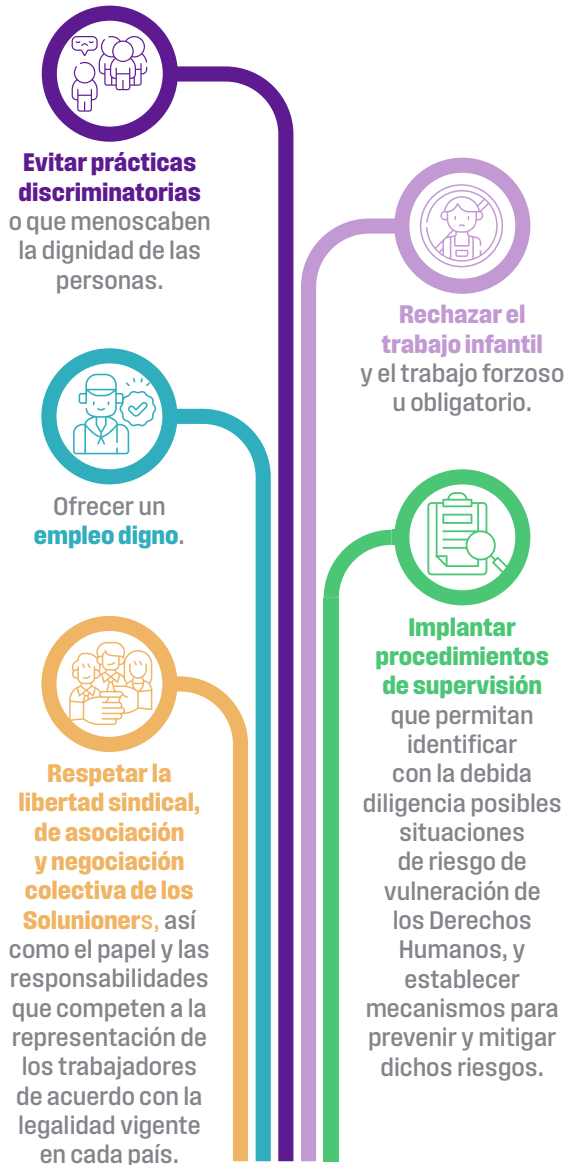 Evitar prácticas
discriminatorias
o que menoscaben
la dignidad de las
personas.
Rechazar el
trabajo infantil
y el trabajo forzoso
u obligatorio.
Ofrecer un
empleo digno.
Implantar
procedimientos
de supervisión
que permitan
identificar
con la debida
diligencia posibles
situaciones
de riesgo de
vulneración de
los Derechos
Humanos, y
establecer
mecanismos para
prevenir y mitigar
dichos riesgos.
Respetar la
libertad sindical,
de asociación
y negociación
colectiva de los
Solunioners, así
como el papel y las
responsabilidades
que competen a la
representación de
los trabajadores
de acuerdo con la
legalidad vigente
en cada país.